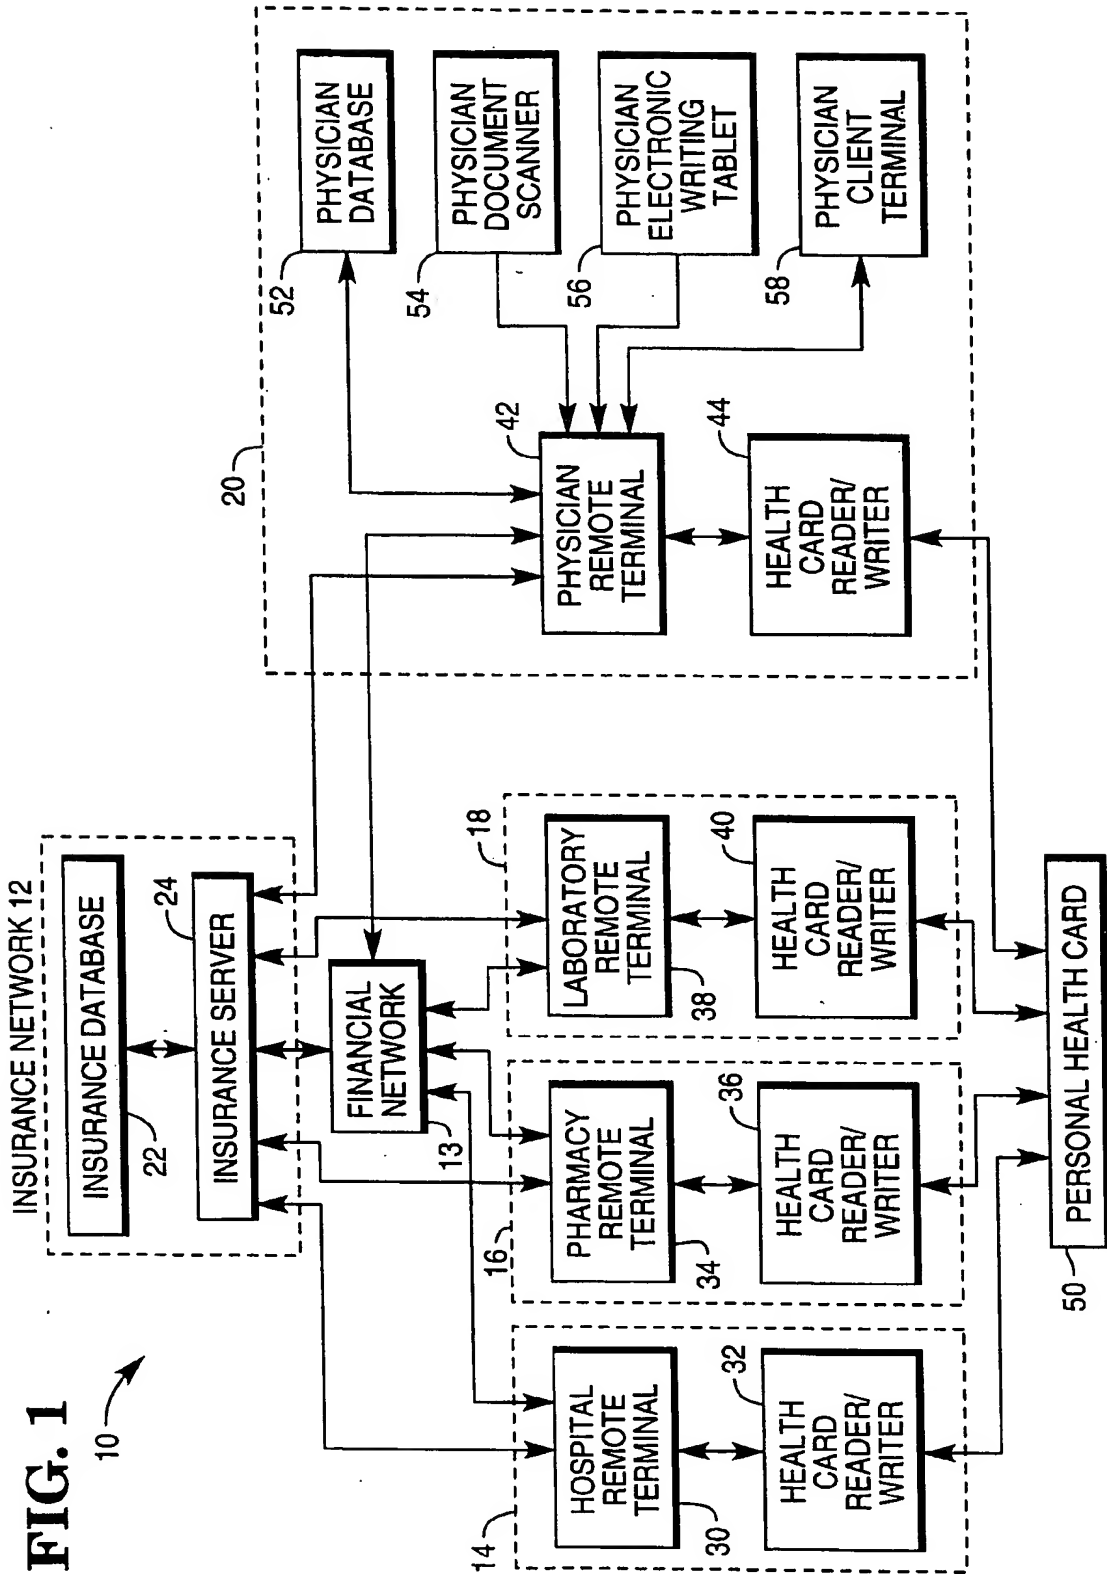 FIG. 1
10
INSURANCE NETWORK 12
INSURANCE DATABASE
22
24
INSURANCE SERVER
FINANCIAL
NETWORK
13
14
HOSPITAL
REMOTE
TERMINAL
30
32
HEALTH
CARD
READER/
WRITER
16
PHARMACY
REMOTE
TERMINAL
34
36
HEALTH
CARD
READER/
WRITER
18
LABORATORY
REMOTE
TERMINAL
38
40
HEALTH
CARD
READER/
WRITER
20
52
PHYSICIAN
DATABASE
54
PHYSICIAN
DOCUMENT
SCANNER
56
PHYSICIAN
ELECTRONIC
WRITING
TABLET
58
PHYSICIAN
CLIENT
TERMINAL
42
PHYSICIAN
REMOTE
TERMINAL
44
HEALTH
CARD
READER/
WRITER
50
PERSONAL HEALTH CARD